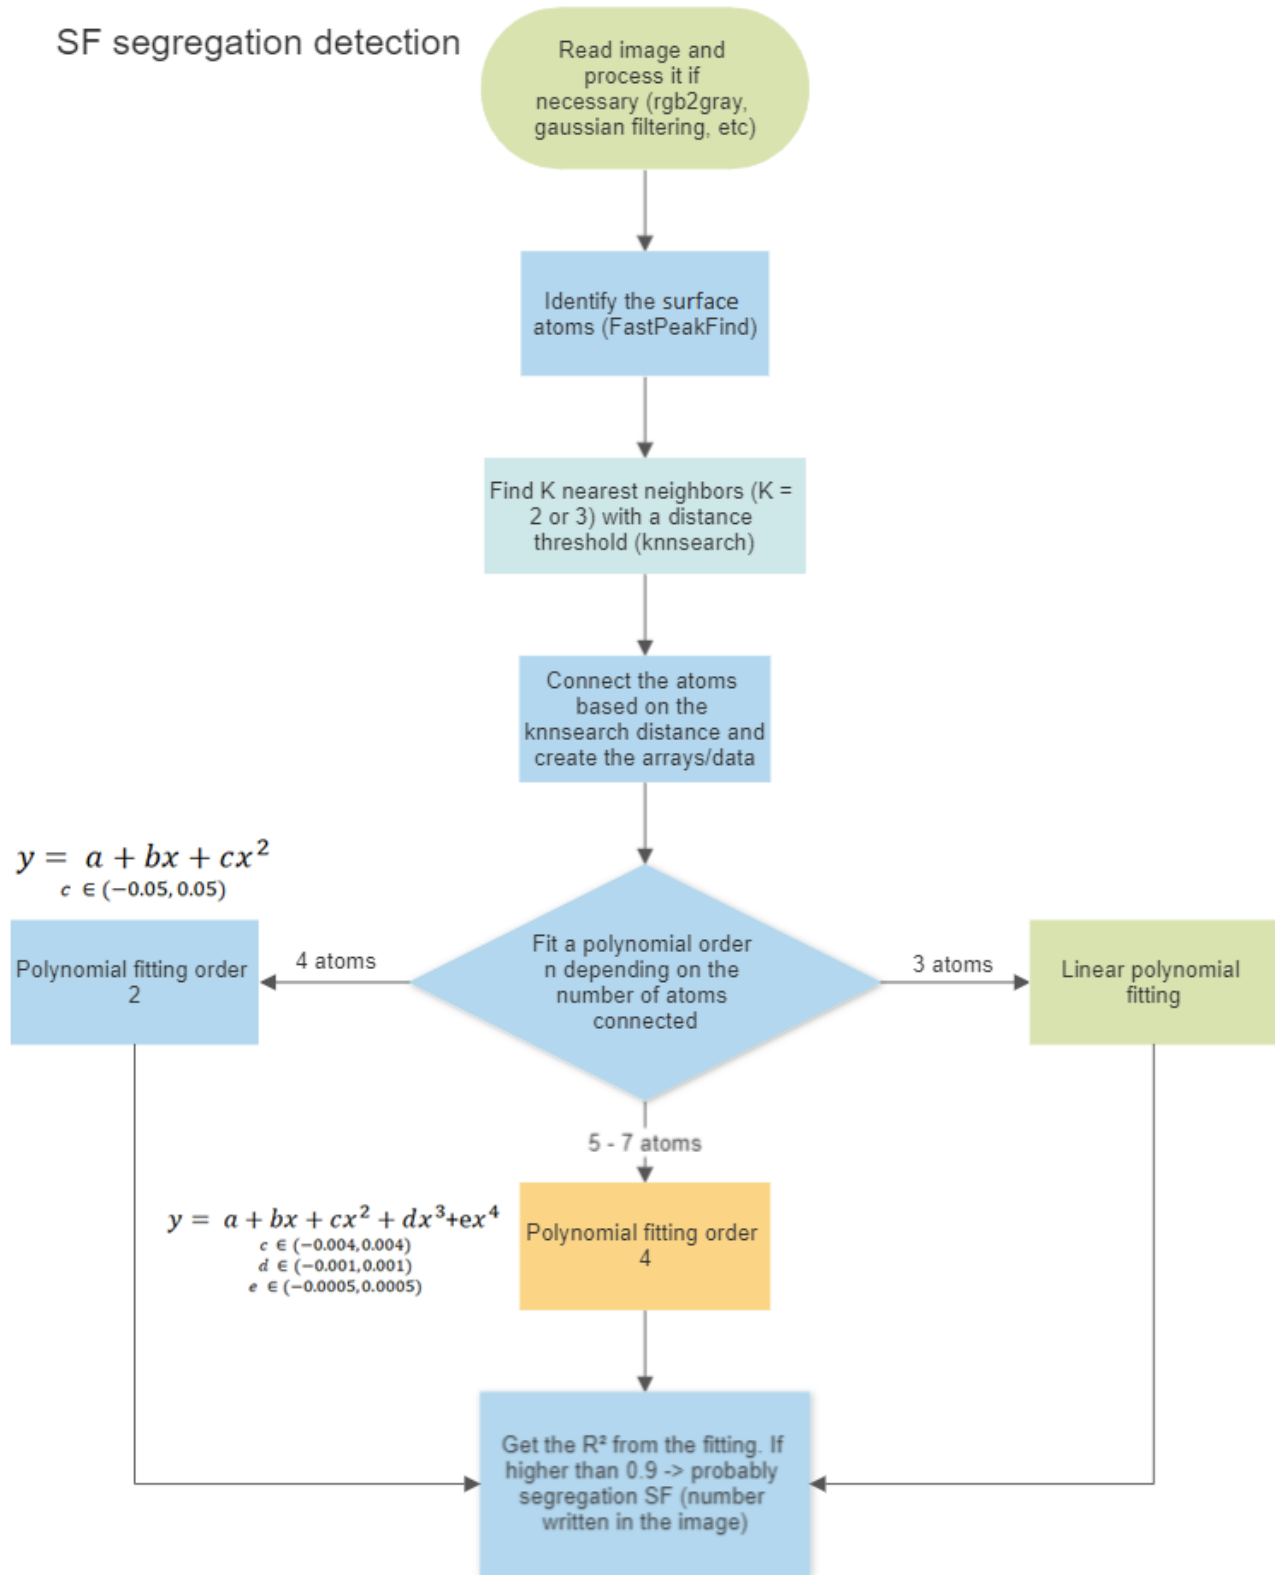 SF segregation detection
Read image and
process it if
necessary (rgb2gray,
gaussian filtering, etc)
Identify the surface
atoms (FastPeakFind)
Find K nearest neighbors (K =
2 or 3) with a distance
threshold (knnsearch)
Connect the atoms
based on the
knnsearch distance and
create the arrays/data
y = a + bx + cx²
c ∈ (−0.05, 0.05)
Polynomial fitting order
2
4 atoms
Fit a polynomial order
n depending on the
number of atoms
connected
3 atoms
Linear polynomial
fitting
5 - 7 atoms
y = a + bx + cx² + dx³+ex⁴
c ∈ (−0.004, 0.004)
d ∈ (−0.001, 0.001)
e ∈ (−0.0005, 0.0005)
Polynomial fitting order
4
Get the R² from the fitting. If
higher than 0.9 -> probably
segregation SF (number
written in the image)